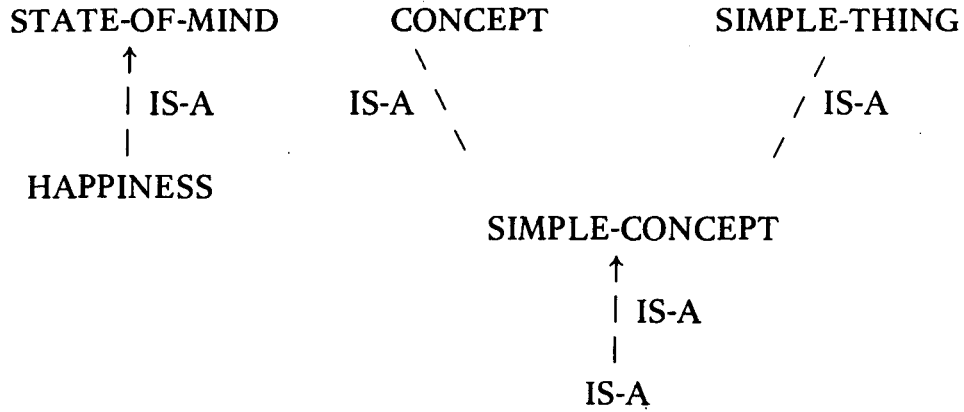 STATE-OF-MIND CONCEPT SIMPLE-THING
IS-A IS-A IS-A
HAPPINESS
SIMPLE-CONCEPT
IS-A
IS-A